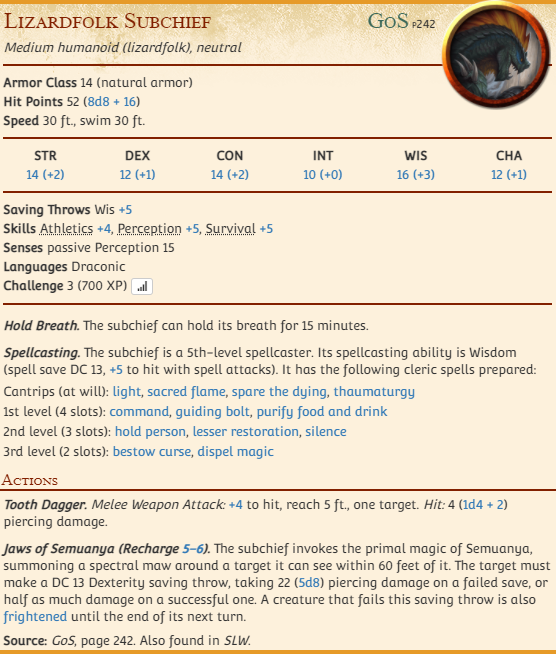 Lizardfolk Subchief GoS p242
Medium humanoid (lizardfolk), neutral
Armor Class 14 (natural armor)
Hit Points 52 (8d8 + 16)
Speed 30 ft., swim 30 ft.
STR DEX CON INT WIS CHA
14 (+2) 12 (+1) 14 (+2) 10 (+0) 16 (+3) 12 (+1)
Saving Throws Wis +5
Skills Athletics +4, Perception +5, Survival +5
Senses passive Perception 15
Languages Draconic
Challenge 3 (700 XP)
Hold Breath. The subchief can hold its breath for 15 minutes.
Spellcasting. The subchief is a 5th-level spellcaster. Its spellcasting ability is Wisdom
(spell save DC 13, +5 to hit with spell attacks). It has the following cleric spells prepared:
Cantrips (at will): light, sacred flame, spare the dying, thaumaturgy
1st level (4 slots): command, guiding bolt, purify food and drink
2nd level (3 slots): hold person, lesser restoration, silence
3rd level (2 slots): bestow curse, dispel magic
Actions
Tooth Dagger. Melee Weapon Attack: +4 to hit, reach 5 ft., one target. Hit: 4 (1d4 + 2)
piercing damage.
Jaws of Semuanya (Recharge 5–6). The subchief invokes the primal magic of Semuanya,
summoning a spectral maw around a target it can see within 60 feet of it. The target must
make a DC 13 Dexterity saving throw, taking 22 (5d8) piercing damage on a failed save, or
half as much damage on a successful one. A creature that fails this saving throw is also
frightened until the end of its next turn.
Source: GoS, page 242. Also found in SLW.